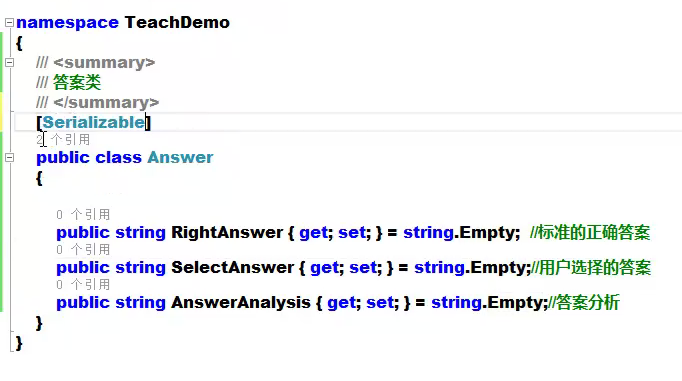 namespace TeachDemo
{
/// <summary>
/// 答案类
/// </summary>
[Serializable]
2 个引用
public class Answer
{
0 个引用
public string RightAnswer { get; set; } = string.Empty;  //标准的正确答案
0 个引用
public string SelectAnswer { get; set; } = string.Empty;//用户选择的答案
0 个引用
public string AnswerAnalysis { get; set; } = string.Empty;//答案分析
}
}